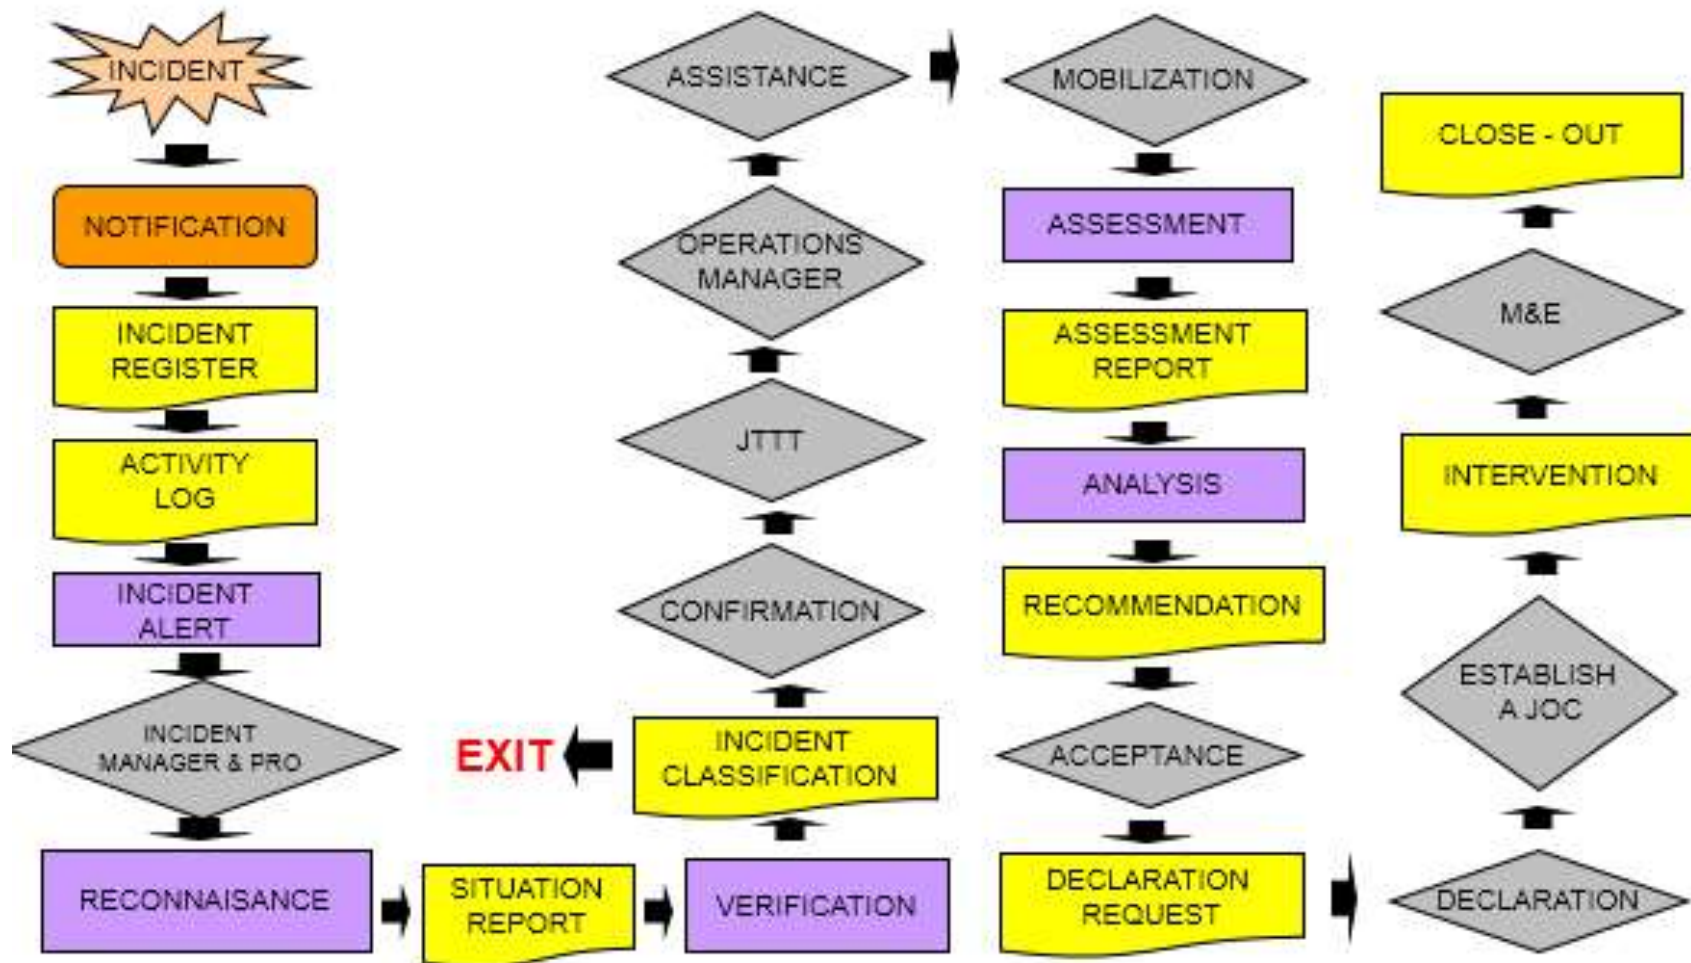 INCIDENT
NOTIFICATION
INCIDENT
REGISTER
ACTIVITY
LOG
INCIDENT
ALERT
INCIDENT
MANAGER & PRO
RECONNAISANCE
SITUATION
REPORT
VERIFICATION
INCIDENT
CLASSIFICATION
EXIT
CONFIRMATION
JTTT
OPERATIONS
MANAGER
ASSISTANCE
MOBILIZATION
ASSESSMENT
ASSESSMENT
REPORT
ANALYSIS
RECOMMENDATION
ACCEPTANCE
DECLARATION
REQUEST
DECLARATION
ESTABLISH
A JOC
INTERVENTION
M&E
CLOSE - OUT